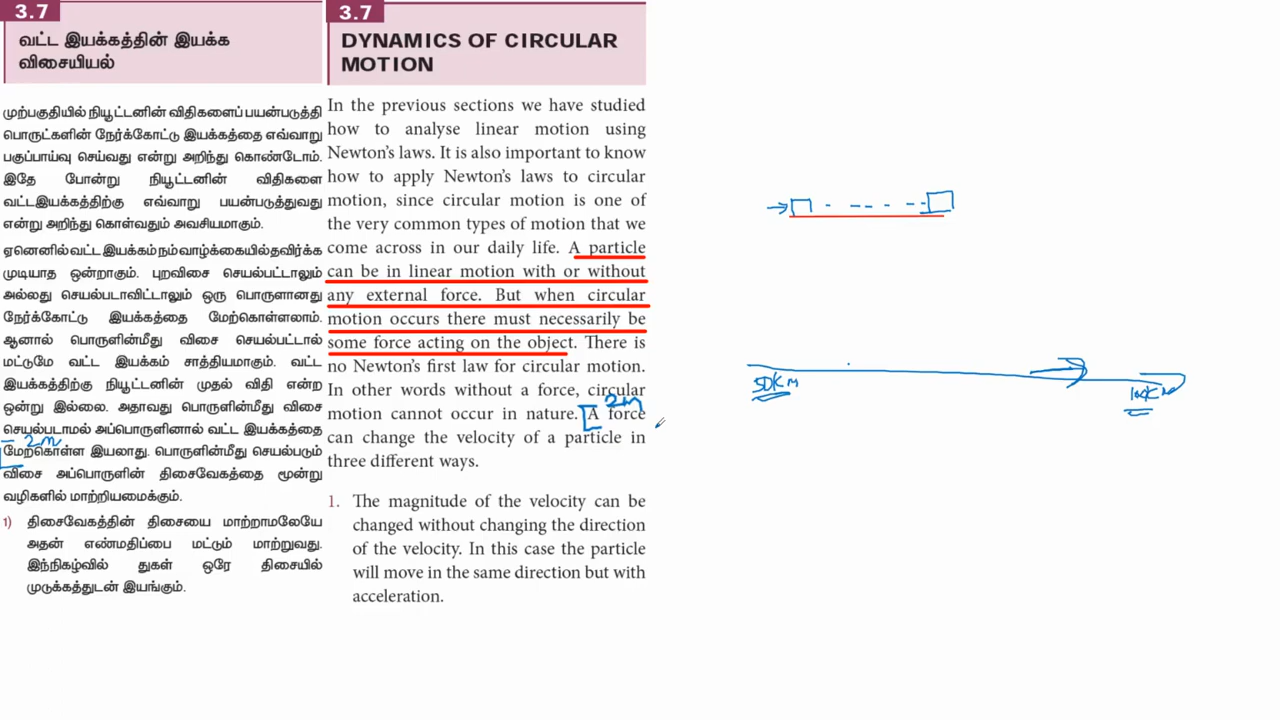 3.7
வட்ட இயக்கத்தின் இயக்க
விசையியல்
முற்பகுதியில் நியூட்டனின் விதிகளைப் பயன்படுத்தி
பொருட்களின் நேர்க்கோட்டு இயக்கத்தை எவ்வாறு
பகுப்பாய்வு செய்வது என்று அறிந்து கொண்டோம்.
இதே போன்று நியூட்டனின் விதிகளை
வட்டஇயக்கத்திற்கு எவ்வாறு பயன்படுத்துவது
என்று அறிந்து கொள்வதும் அவசியமாகும்.
ஏனெனில் வட்ட இயக்கம் நம் வாழ்க்கையில் தவிர்க்க
முடியாத ஒன்றாகும். புறவிசை செயல்பட்டாலும்
அல்லது செயல்படாவிட்டாலும் ஒரு பொருளானது
நேர்க்கோட்டு இயக்கத்தை மேற்கொள்ளலாம்.
ஆனால் பொருளின்மீது விசை செயல்பட்டால்
மட்டுமே வட்ட இயக்கம் சாத்தியமாகும். வட்ட
இயக்கத்திற்கு நியூட்டனின் முதல் விதி என்ற
ஒன்று இல்லை. அதாவது பொருளின்மீது விசை
செயல்படாமல் அப்பொருளினால் வட்ட இயக்கத்தை
2m
மேற்கொள்ள இயலாது. பொருளின்மீது செயல்படும்
விசை அப்பொருளின் திசைவேகத்தை மூன்று
வழிகளில் மாற்றியமைக்கும்.
1) திசைவேகத்தின் திசையை மாற்றாமலேயே
அதன் எண்மதிப்பை மட்டும் மாற்றுவது.
இந்நிகழ்வில் துகள் ஒரே திசையில்
முடுக்கத்துடன் இயங்கும்.
3.7
DYNAMICS OF CIRCULAR
MOTION
In the previous sections we have studied
how to analyse linear motion using
Newton's laws. It is also important to know
how to apply Newton's laws to circular
motion, since circular motion is one of
the very common types of motion that we
come across in our daily life. A particle
can be in linear motion with or without
any external force. But when circular
motion occurs there must necessarily be
some force acting on the object. There is
no Newton's first law for circular motion.
In other words without a force, circular
2m
motion cannot occur in nature. A force
can change the velocity of a particle in
three different ways.
1. The magnitude of the velocity can be
changed without changing the direction
of the velocity. In this case the particle
will move in the same direction but with
acceleration.
50KM